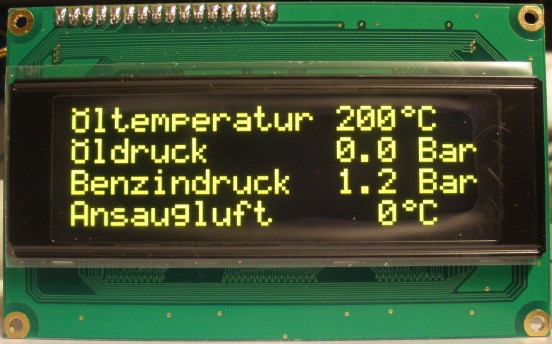 Öltemperatur 200°C
Öldruck 0.0 Bar
Benzindruck 1.2 Bar
Ansaugluft 0°C